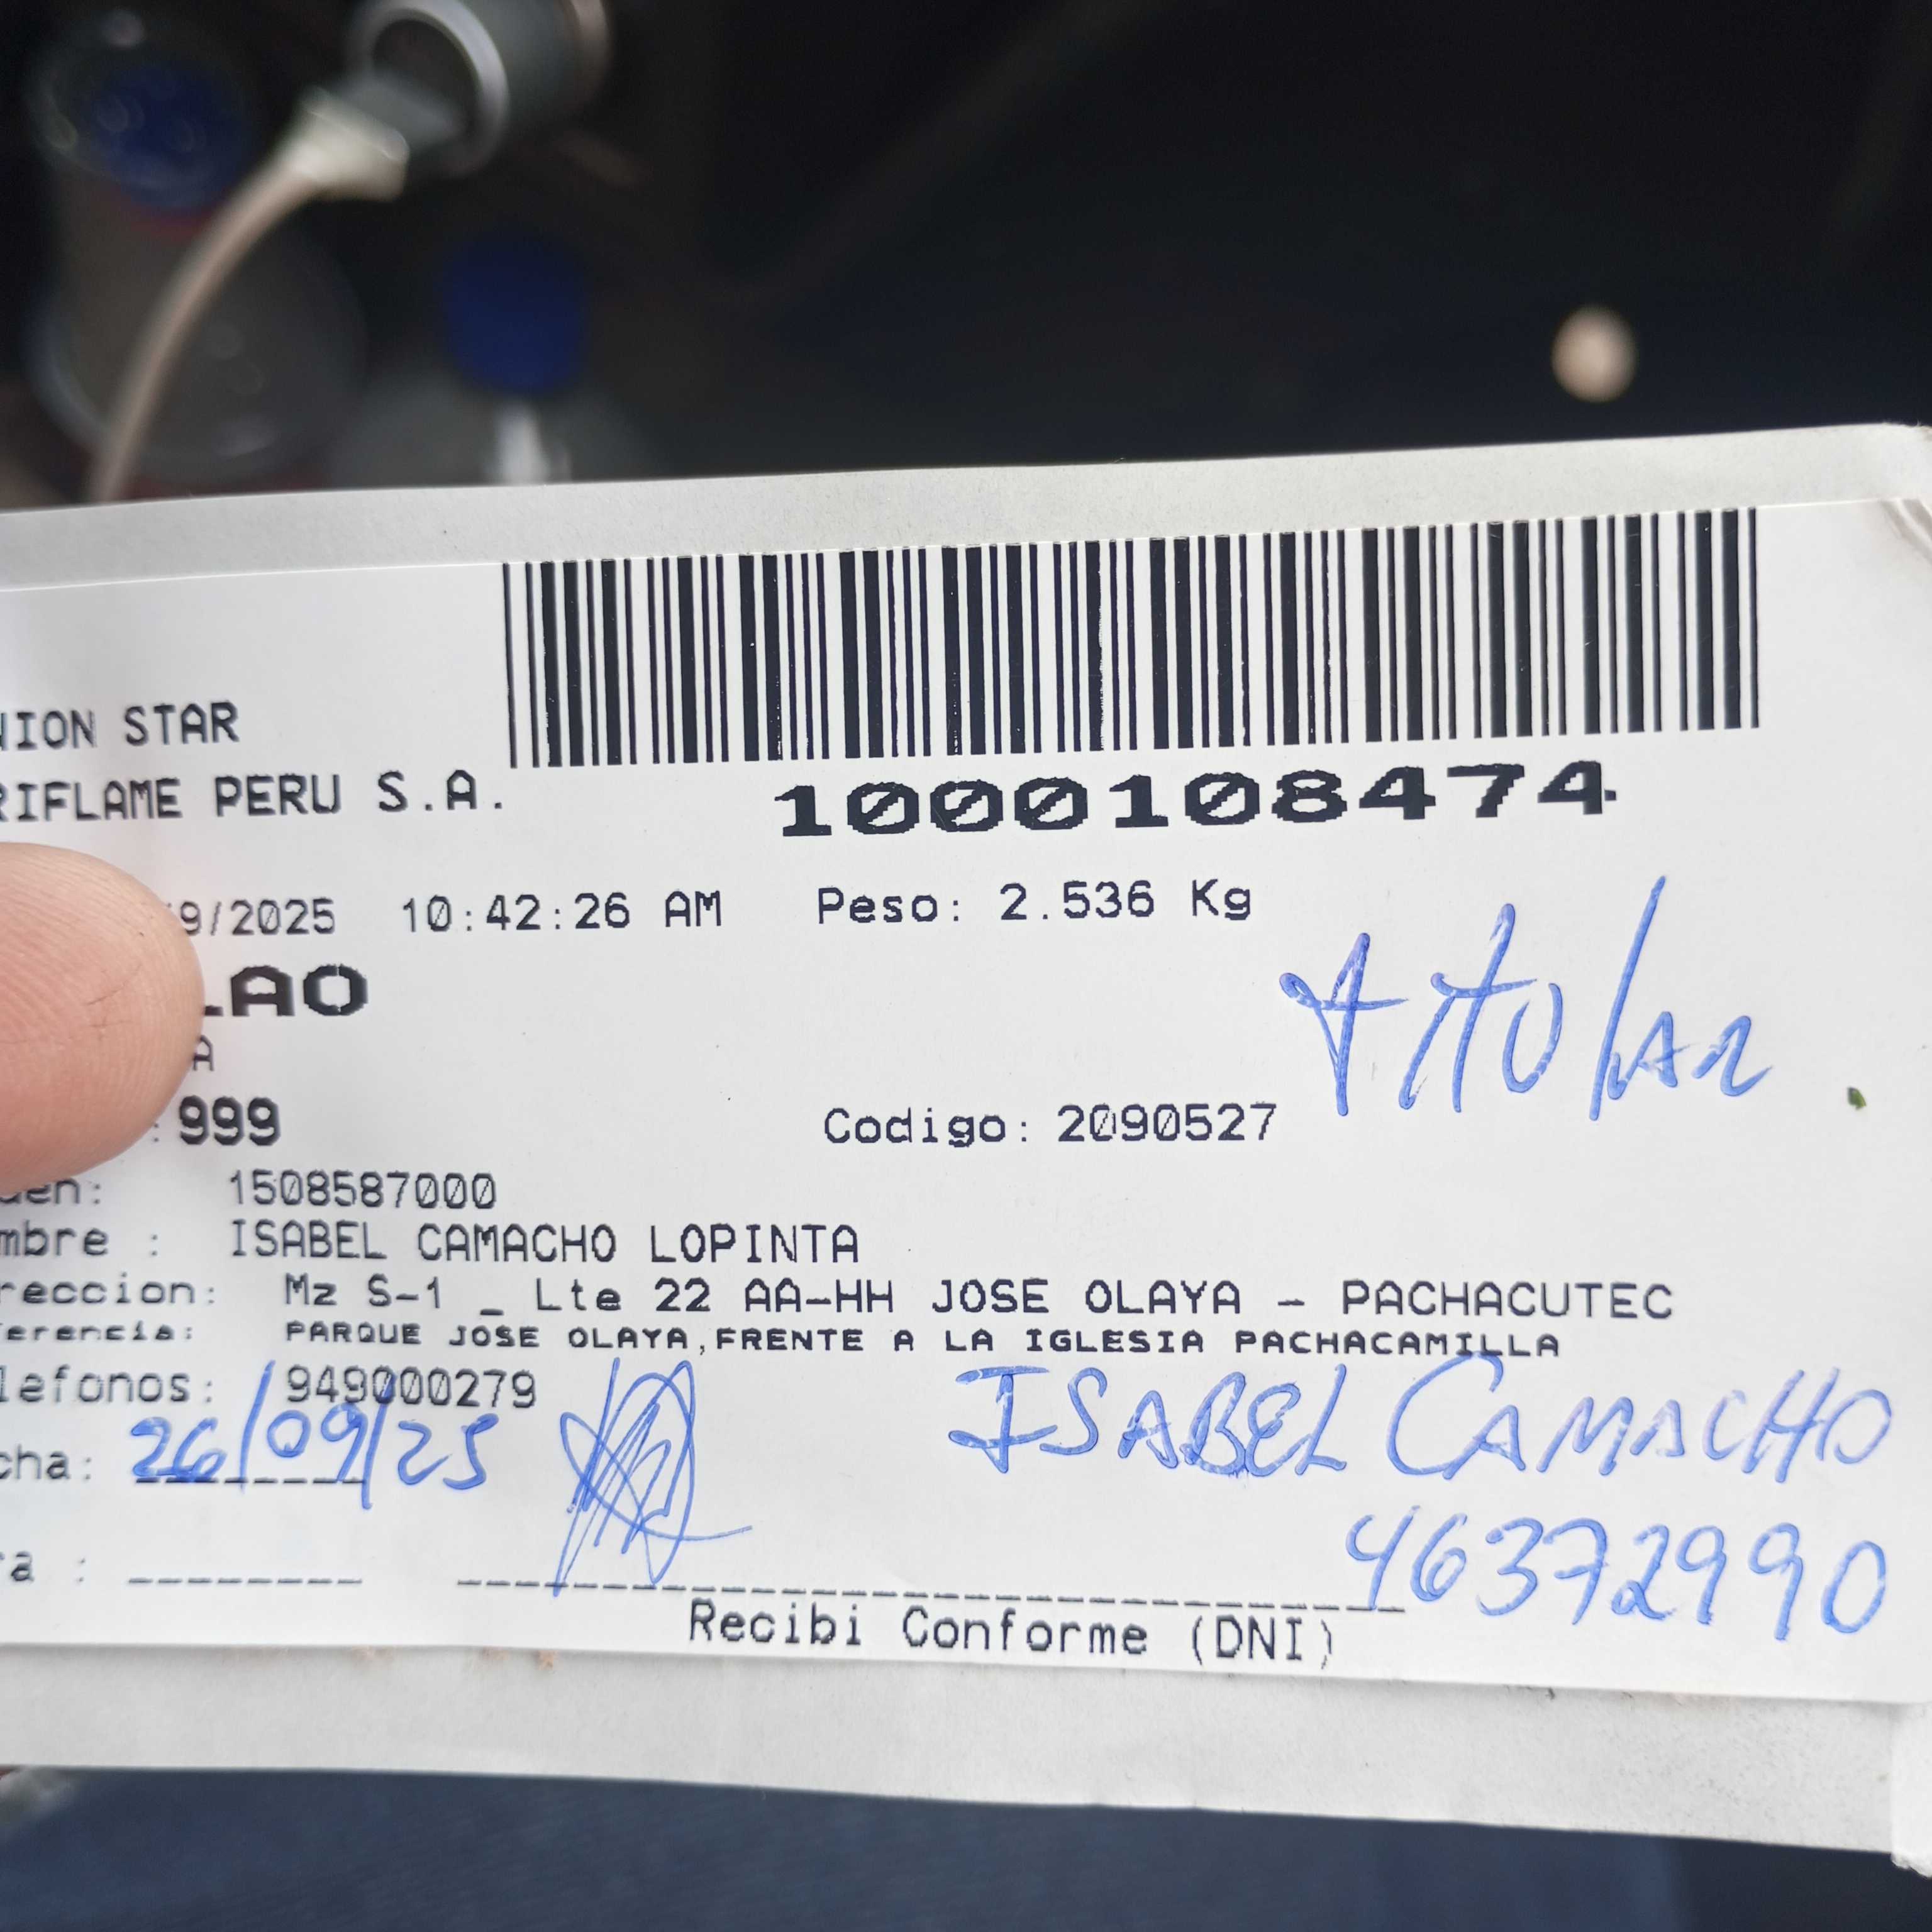 NION STAR
RIFLAME PERU S.A.
1000108474
9/2025 10:42:26 AM Peso: 2.536 Kg
LAO
titular
A
: 999 Codigo: 2090527
den: 1508587000
mbre : ISABEL CAMACHO LOPINTA
reccion: Mz S-1 _ Lte 22 AA-HH JOSE OLAYA - PACHACUTEC
ferencia: PARQUE JOSE OLAYA,FRENTE A LA IGLESIA PACHACAMILLA
lefonos: 949000279
ISABEL CAMACHO
cha: 26/09/25
46372990
ra :
Recibi Conforme (DNI)